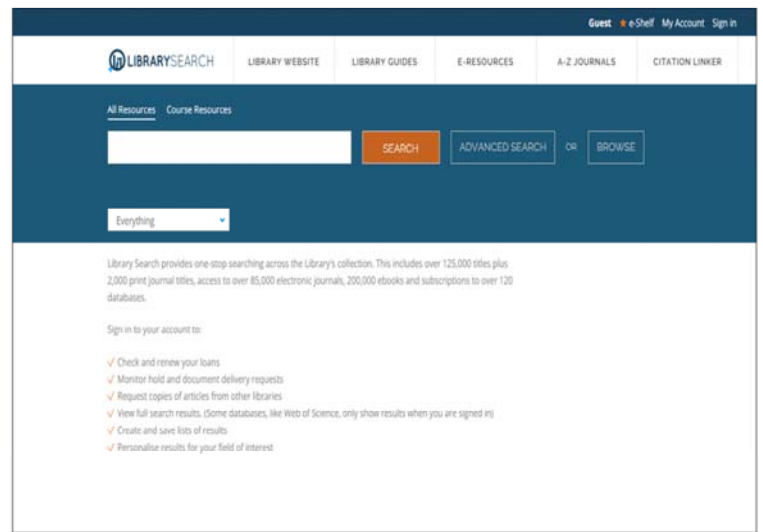 Guest ★ e-Shelf My Account Sign in
LIBRARYSEARCH LIBRARY WEBSITE LIBRARY GUIDES E-RESOURCES A-Z JOURNALS CITATION LINKER
All Resources Course Resources
SEARCH ADVANCED SEARCH OR BROWSE
Everything
Library Search provides one-stop searching across the Library's collection. This includes over 125,000 titles plus
2,000 print journal titles, access to over 85,000 electronic journals, 200,000 ebooks and subscriptions to over 120
databases.
Sign in to your account to:
√ Check and renew your loans
√ Monitor hold and document delivery requests
√ Request copies of articles from other libraries
√ View full search results. (Some databases, like Web of Science, only show results when you are signed in)
√ Create and save lists of results
√ Personalise results for your field of interest